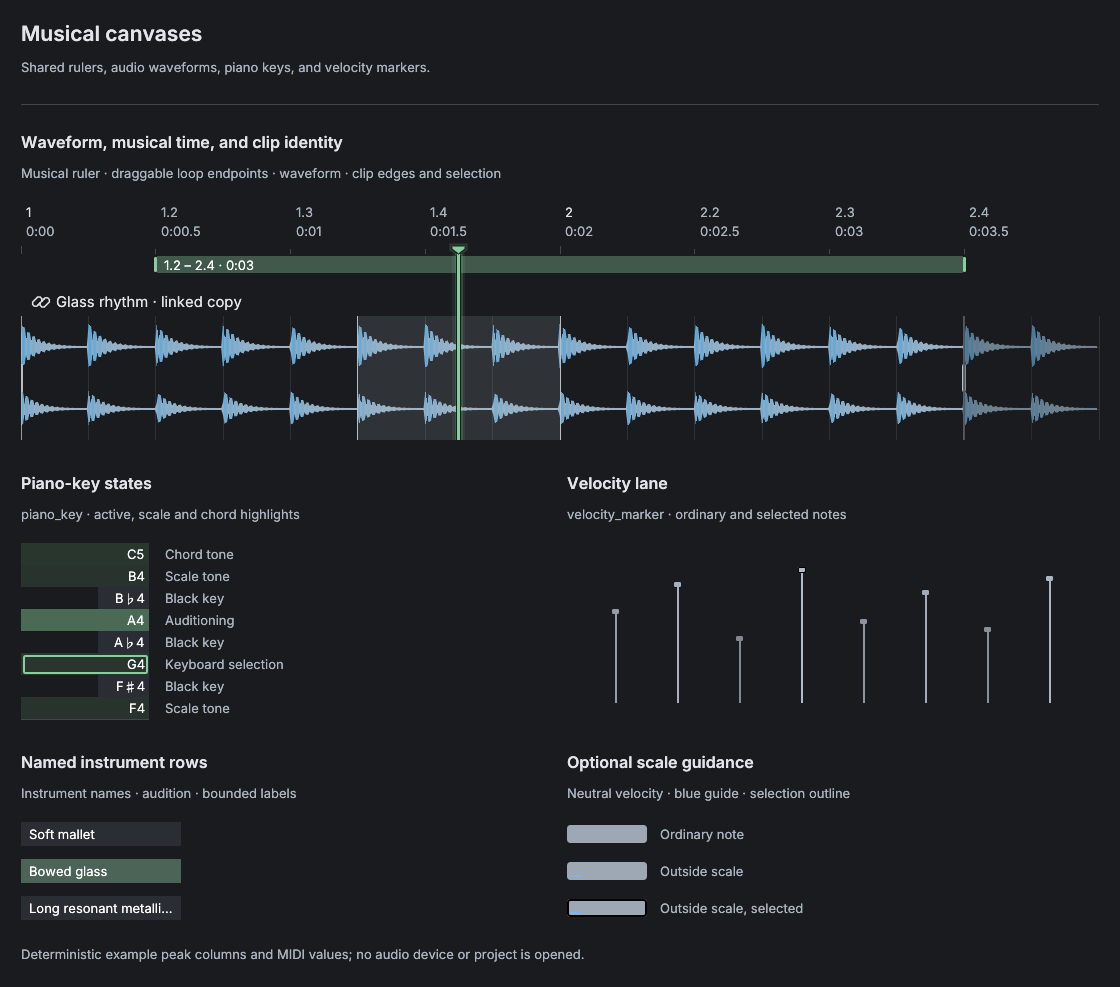 Musical canvases
Shared rulers, audio waveforms, piano keys, and velocity markers.
Waveform, musical time, and clip identity
Musical ruler · draggable loop endpoints · waveform · clip edges and selection
1 1.2 1.3 1.4 2 2.2 2.3 2.4
0:00 0:00.5 0:01 0:01.5 0:02 0:02.5 0:03 0:03.5
1.2 – 2.4 · 0:03
Glass rhythm · linked copy
Piano-key states
piano_key · active, scale and chord highlights
C5 Chord tone
B4 Scale tone
B♭4 Black key
A4 Auditioning
A♭4 Black key
G4 Keyboard selection
F♯4 Black key
F4 Scale tone
Velocity lane
velocity_marker · ordinary and selected notes
Named instrument rows
Instrument names · audition · bounded labels
Soft mallet
Bowed glass
Long resonant metalli...
Optional scale guidance
Neutral velocity · blue guide · selection outline
Ordinary note
Outside scale
Outside scale, selected
Deterministic example peak columns and MIDI values; no audio device or project is opened.